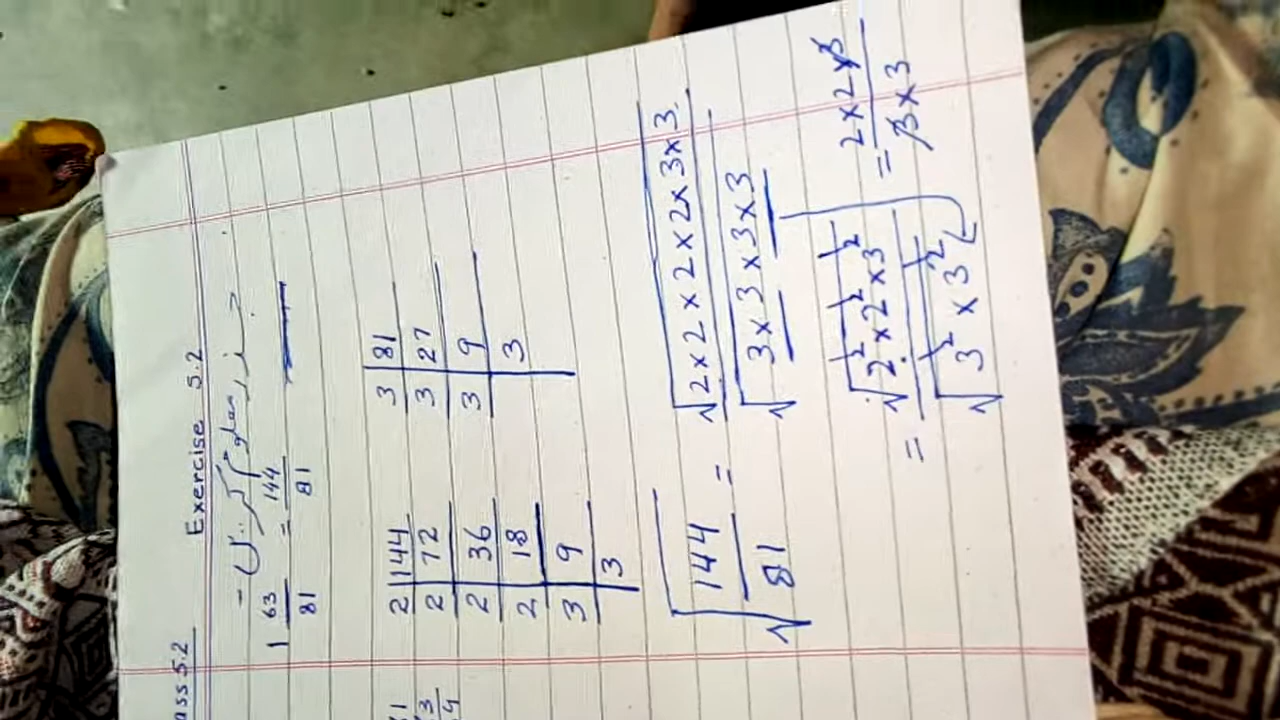 ass 5.2
Exercise 5.2
1 63/81 = 144/81
2 | 144
2 | 72
2 | 36
2 | 18
3 | 9
3
3 | 81
3 | 27
3 | 9
3
√(144/81) = √(2×2×2×2×3×3) / √(3×3×3×3)
= √(2²×2²×3²) / √(3²×3²) = 2×2×3 / 3×3